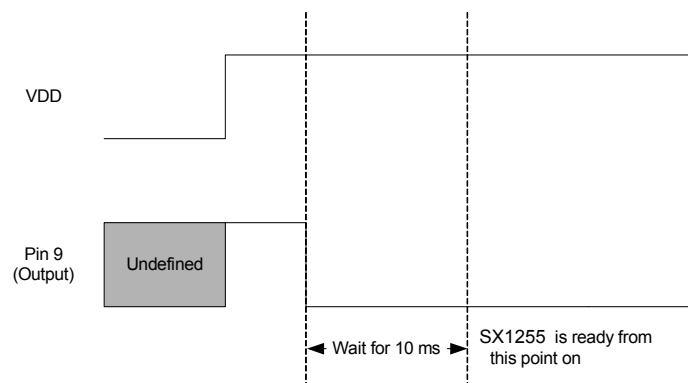 VDD
Pin 9
(Output)
Undefined
Wait for 10 ms
SX1255 is ready from
this point on